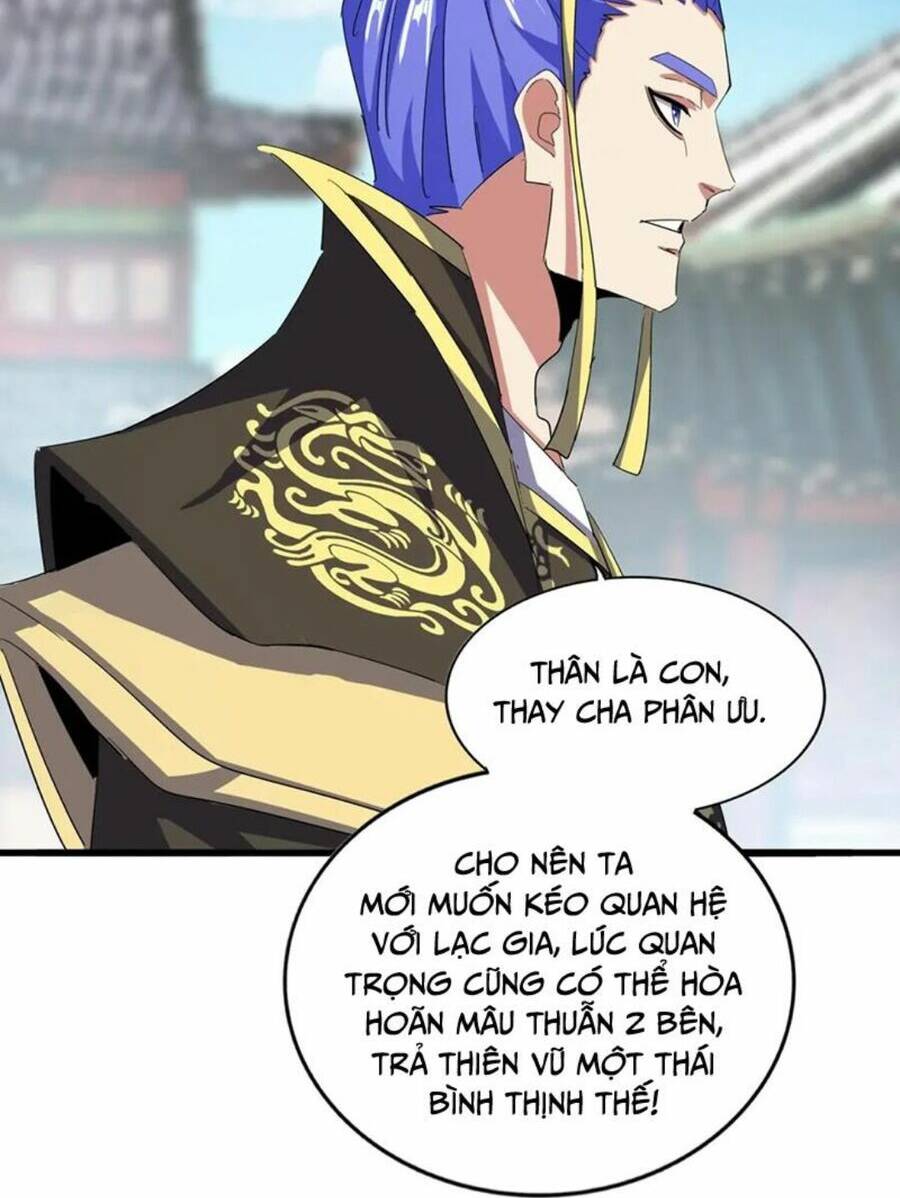 THÂN LÀ CON,
THAY CHA PHÂN ƯU.
CHO NÊN TA
MỚI MUỐN KÉO QUAN HỆ
VỚI LẠC GIA, LÚC QUAN
TRỌNG CŨNG CÓ THỂ HÒA
HOÃN MÂU THUẪN 2 BÊN,
TRẢ THIÊN VŨ MỘT THÁI
BÌNH THỊNH THẾ!